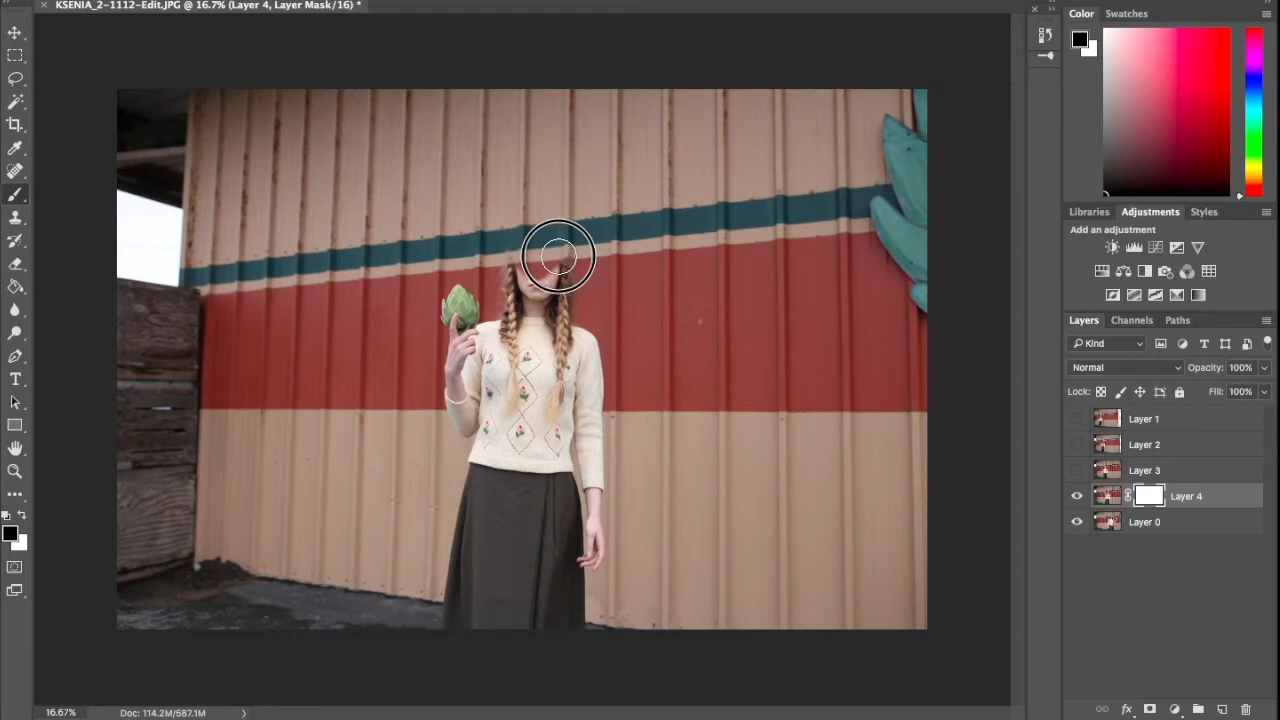 KSENIA_2-1112-Edit.JPG @ 16.7% (Layer 4, Layer Mask/16) *
Color
Swatches
Libraries
Adjustments
Styles
Add an adjustment
Layers
Channels
Paths
Kind
Normal
Opacity: 100%
Lock:
Fill: 100%
Layer 1
Layer 2
Layer 3
Layer 4
Layer 0
16.67%
Doc: 114.2M/587.1M